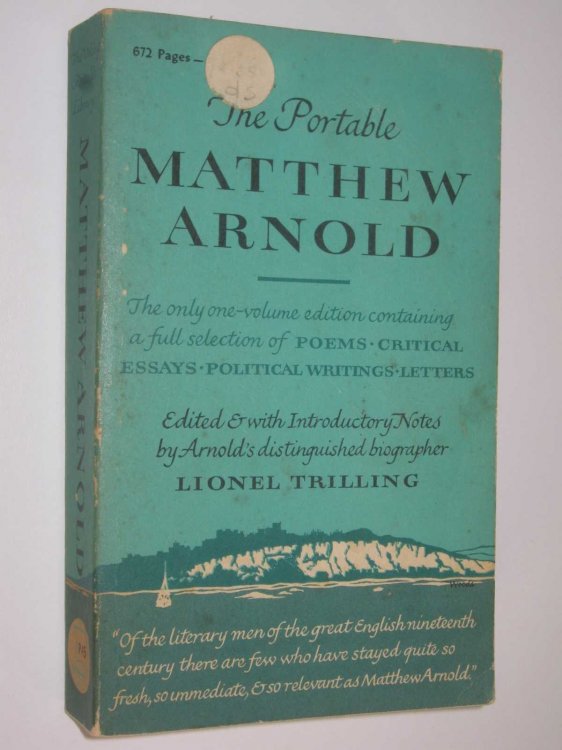 672 Pages—
The Portable
MATTHEW
ARNOLD
The only one-volume edition containing
a full selection of POEMS · CRITICAL
ESSAYS · POLITICAL WRITINGS · LETTERS
Edited & with Introductory Notes
by Arnold's distinguished biographer
LIONEL TRILLING
"Of the literary men of the great English nineteenth
century there are few who have stayed quite so
fresh, so immediate, & so relevant as Matthew Arnold."
MATTHEW ARNOLD